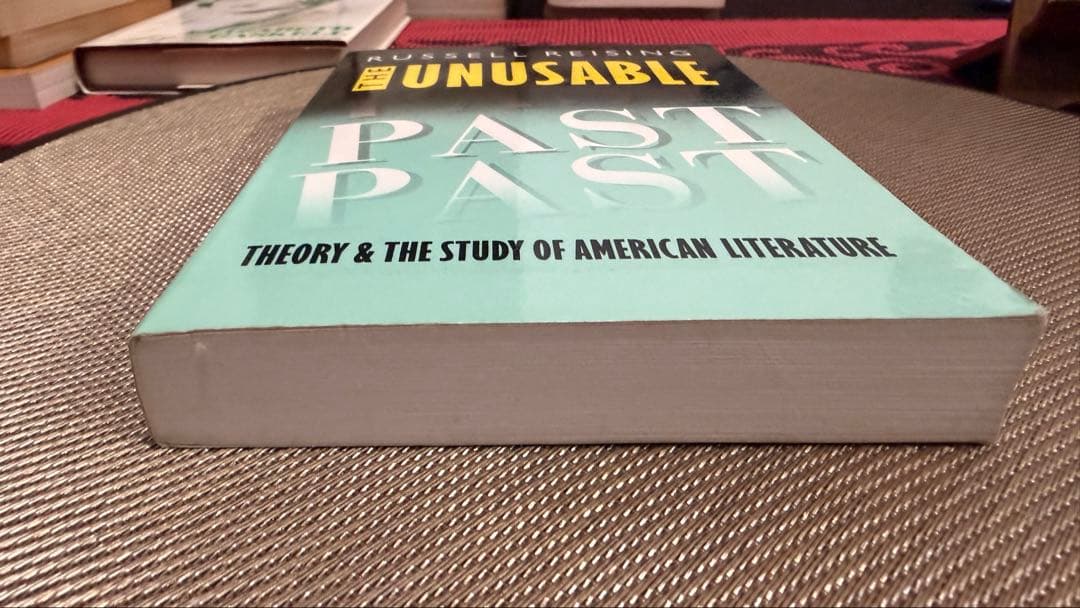 RUSSELL REISING
THE UNUSABLE
PAST
PAST
THEORY & THE STUDY OF AMERICAN LITERATURE